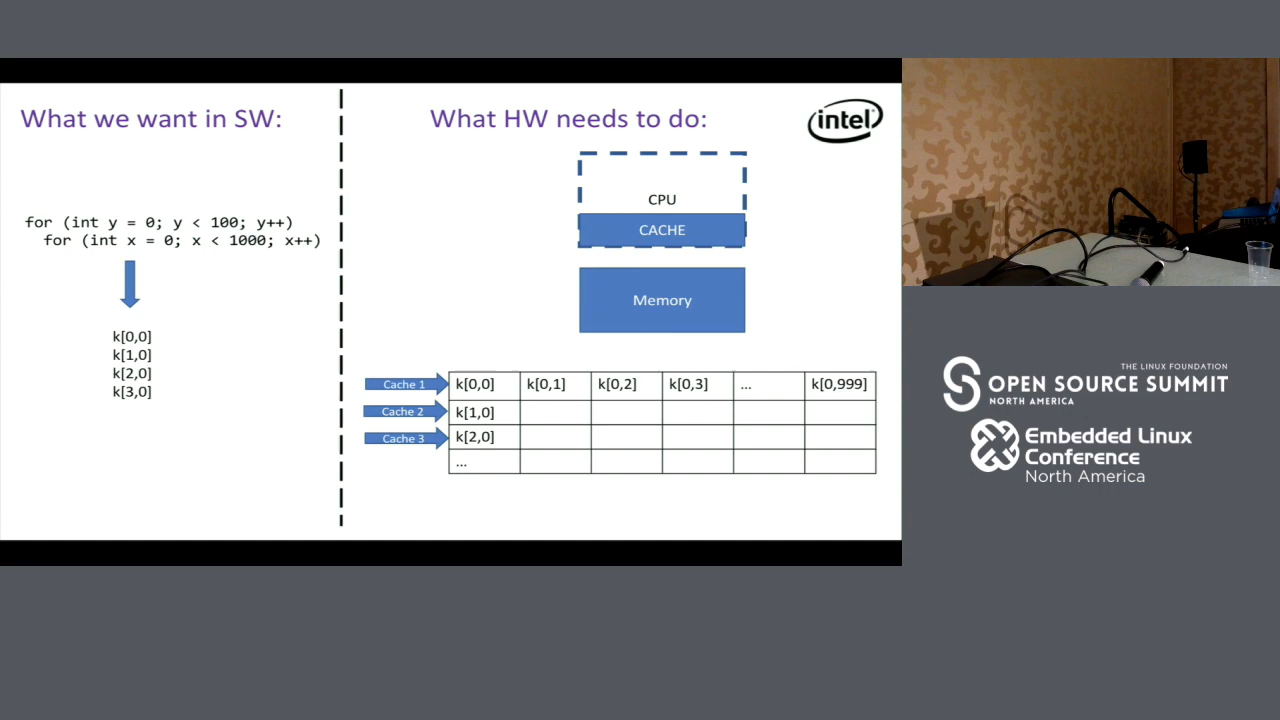 What we want in SW:
for (int y = 0; y < 100; y++)
for (int x = 0; x < 1000; x++)
k[0,0]
k[1,0]
k[2,0]
k[3,0]
What HW needs to do:
intel
CPU
CACHE
Memory
Cache 1 k[0,0] k[0,1] k[0,2] k[0,3] ... k[0,999]
Cache 2 k[1,0]
Cache 3 k[2,0]
...
THE LINUX FOUNDATION
OPEN SOURCE SUMMIT
NORTH AMERICA
Embedded Linux
Conference
North America